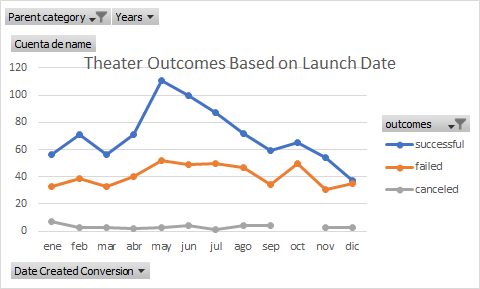 Parent category Years
Cuenta de name
Theater Outcomes Based on Launch Date
120
100
80
60
40
20
0
ene feb mar abr may jun jul ago sep oct nov dic
outcomes
successful
failed
canceled
Date Created Conversion